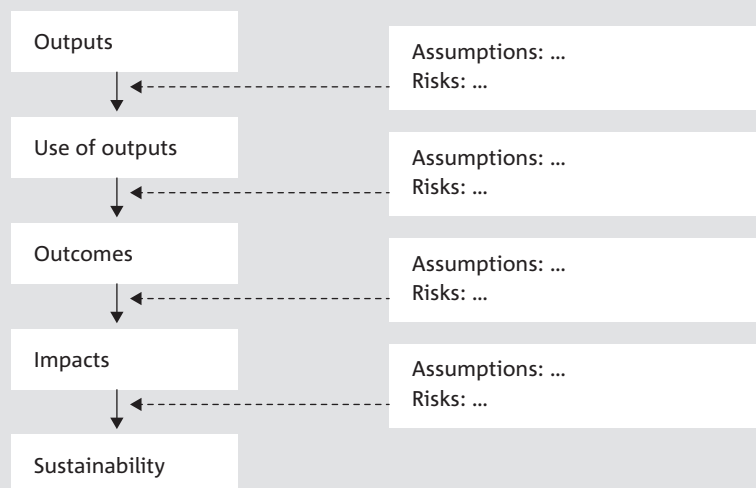 Outputs
Assumptions: ...
Risks: ...
Use of outputs
Assumptions: ...
Risks: ...
Outcomes
Assumptions: ...
Risks: ...
Impacts
Assumptions: ...
Risks: ...
Sustainability